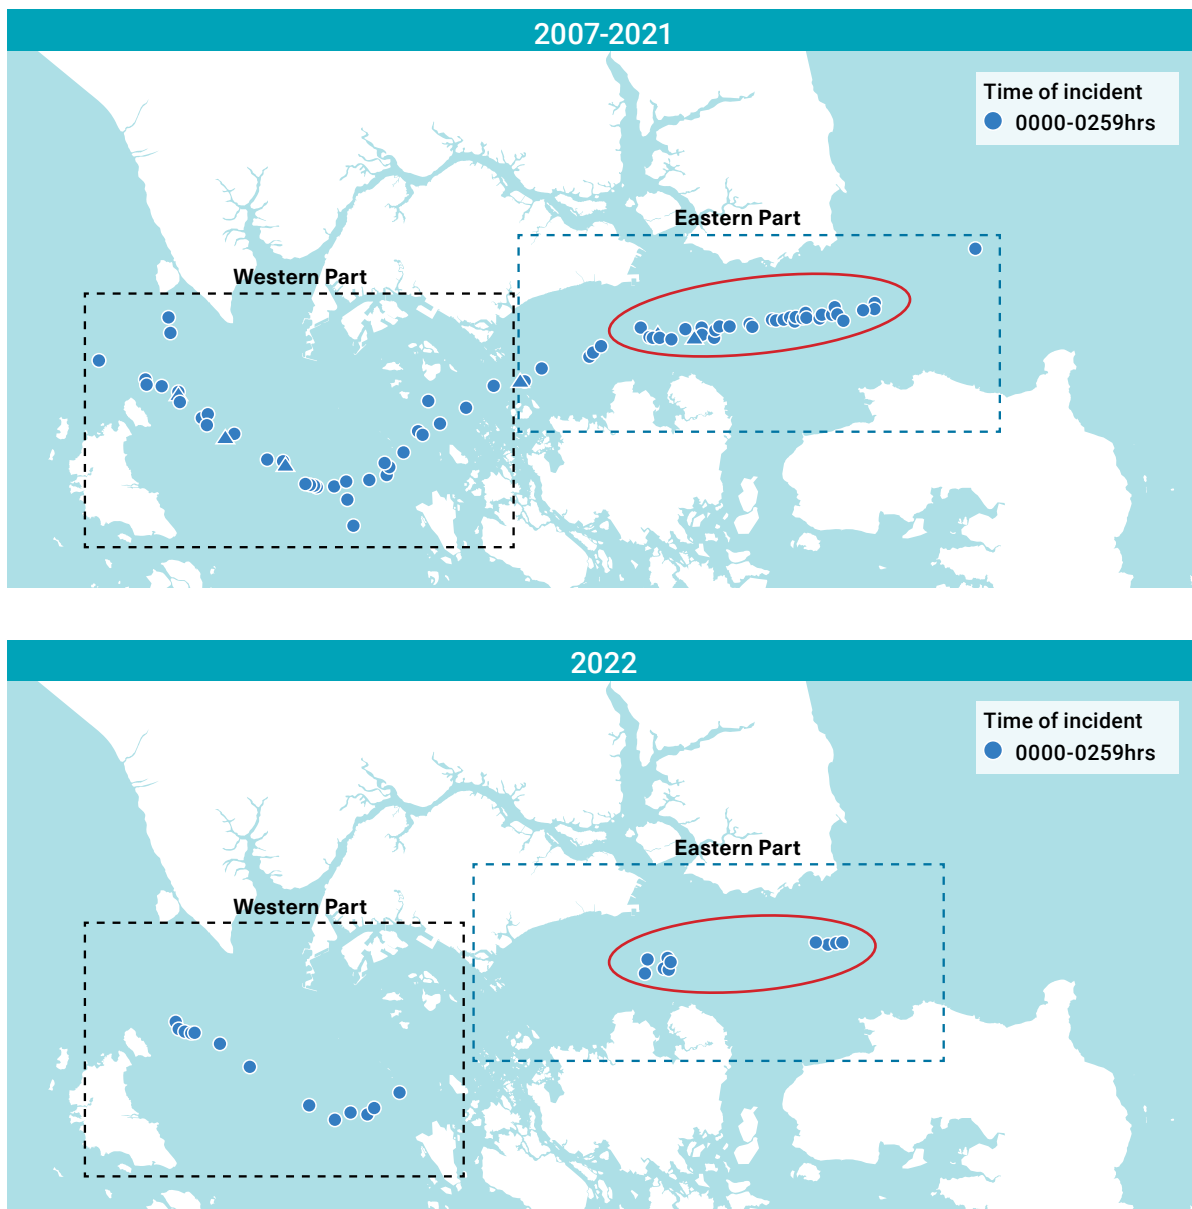 2007-2021
Time of incident
0000-0259hrs
Eastern Part
Western Part
2022
Time of incident
0000-0259hrs
Eastern Part
Western Part